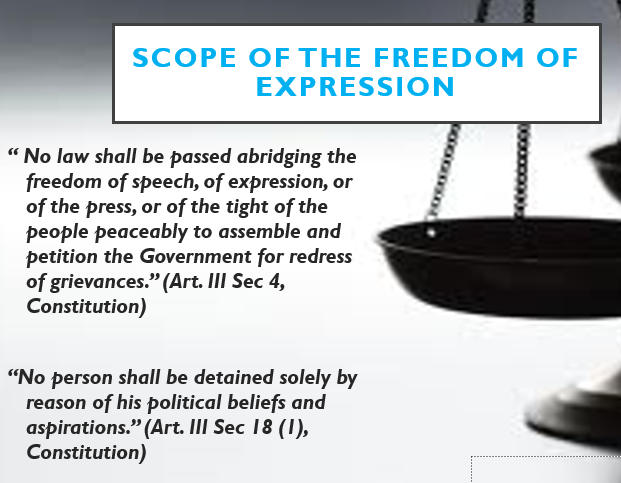 SCOPE OF THE FREEDOM OF
EXPRESSION
“ No law shall be passed abridging the
freedom of speech, of expression, or
of the press, or of the tight of the
people peaceably to assemble and
petition the Government for redress
of grievances.” (Art. III Sec 4,
Constitution)
“No person shall be detained solely by
reason of his political beliefs and
aspirations.” (Art. III Sec 18 (1),
Constitution)